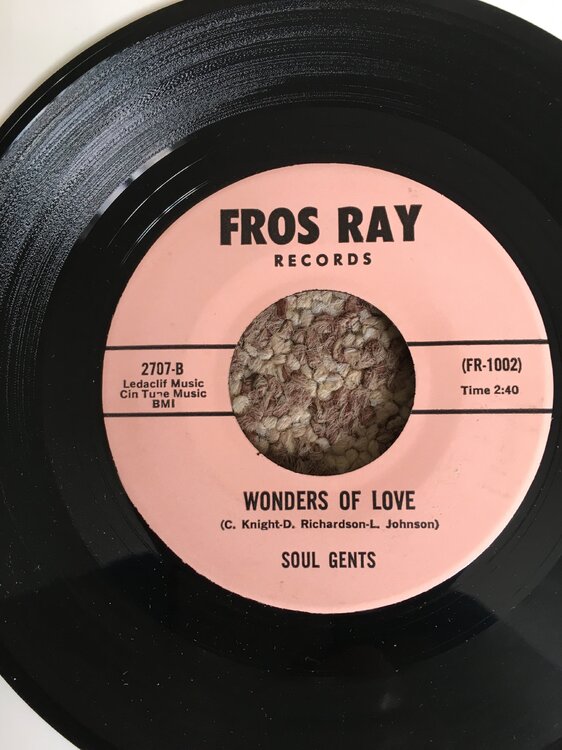 FROS RAY
RECORDS
2707-B
Ledaclif Music
Cin Tune Music
BMI
(FR-1002)
Time 2:40
WONDERS OF LOVE
(C. Knight-D. Richardson-L. Johnson)
SOUL GENTS